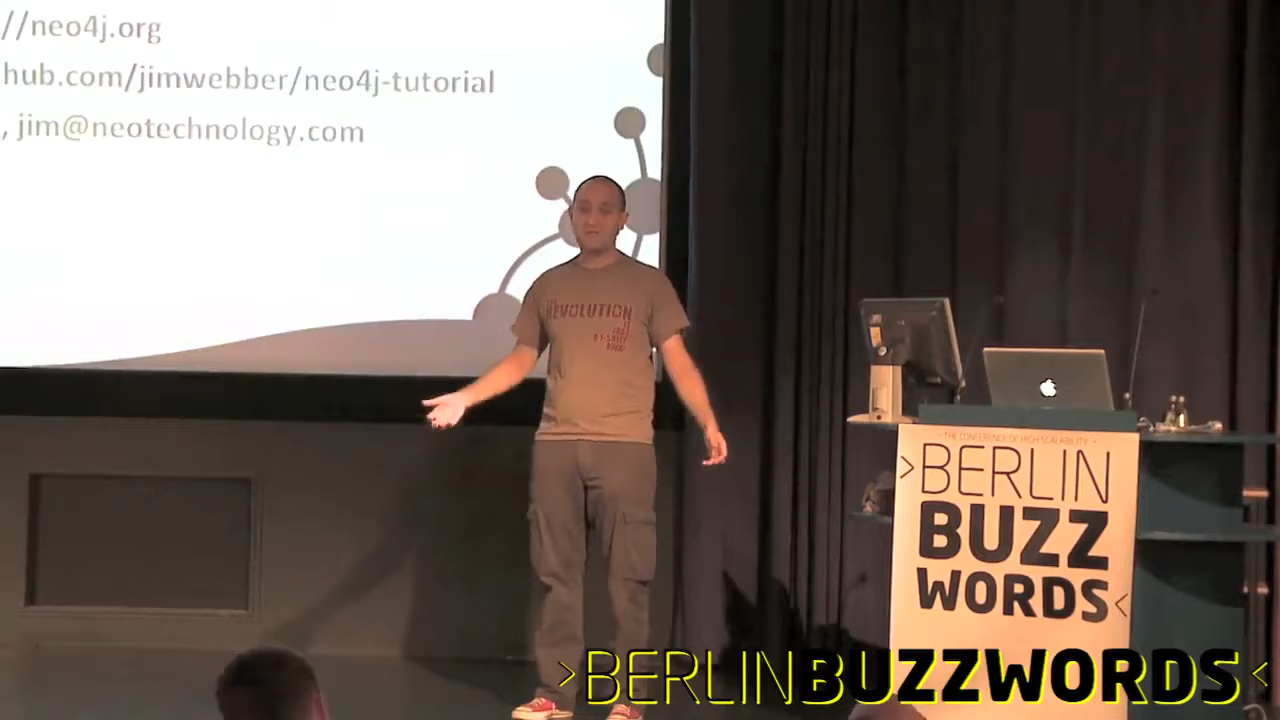 //neo4j.org
hub.com/jimwebber/neo4j-tutorial
, jim@neotechnology.com
REVOLUTION
THE CONFERENCE OF HIGH SCALABILITY
>BERLIN
BUZZ
WORDS<
>BERLINBUZZWORDS<